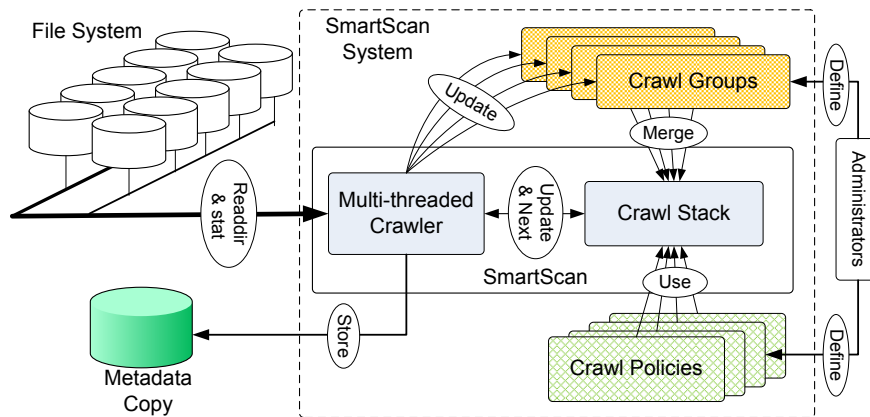 File System
SmartScan
System
Crawl Groups
Define
Update
Merge
Administrators
Readdir
& stat
Multi-threaded
Crawler
Update
& Next
Crawl Stack
SmartScan
Use
Store
Crawl Policies
Define
Metadata
Copy